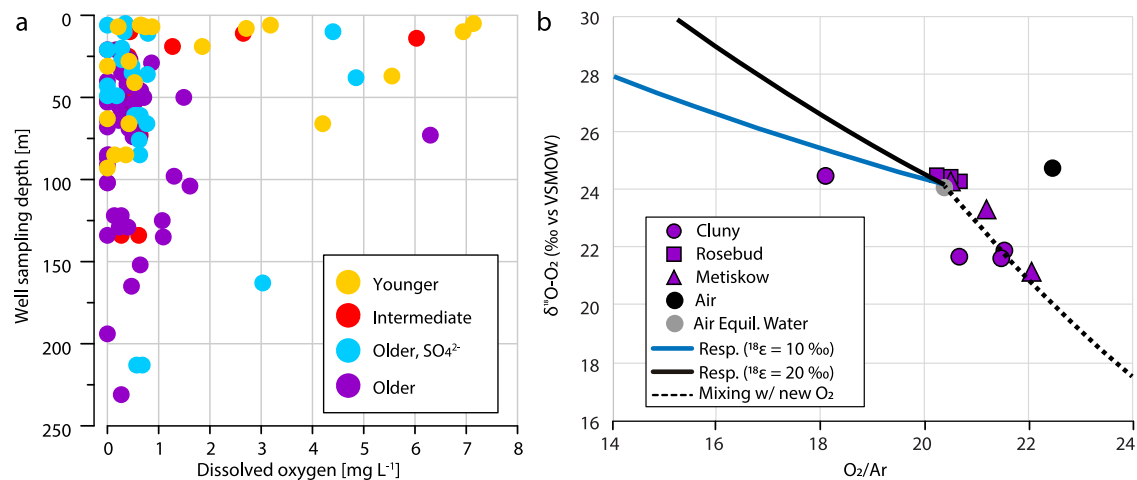 a
Well sampling depth [m]
0
50
100
150
200
250
Younger
Intermediate
Older, SO₄²⁻
Older
0 1 2 3 4 5 6 7 8
Dissolved oxygen [mg L⁻¹]
b
δ¹⁸O-O₂ (‰ vs VSMOW)
30
28
26
24
22
20
18
16
Cluny
Rosebud
Metiskow
Air
Air Equil. Water
Resp. (¹⁸ε = 10 ‰)
Resp. (¹⁸ε = 20 ‰)
Mixing w/ new O₂
14 16 18 20 22 24
O₂/Ar